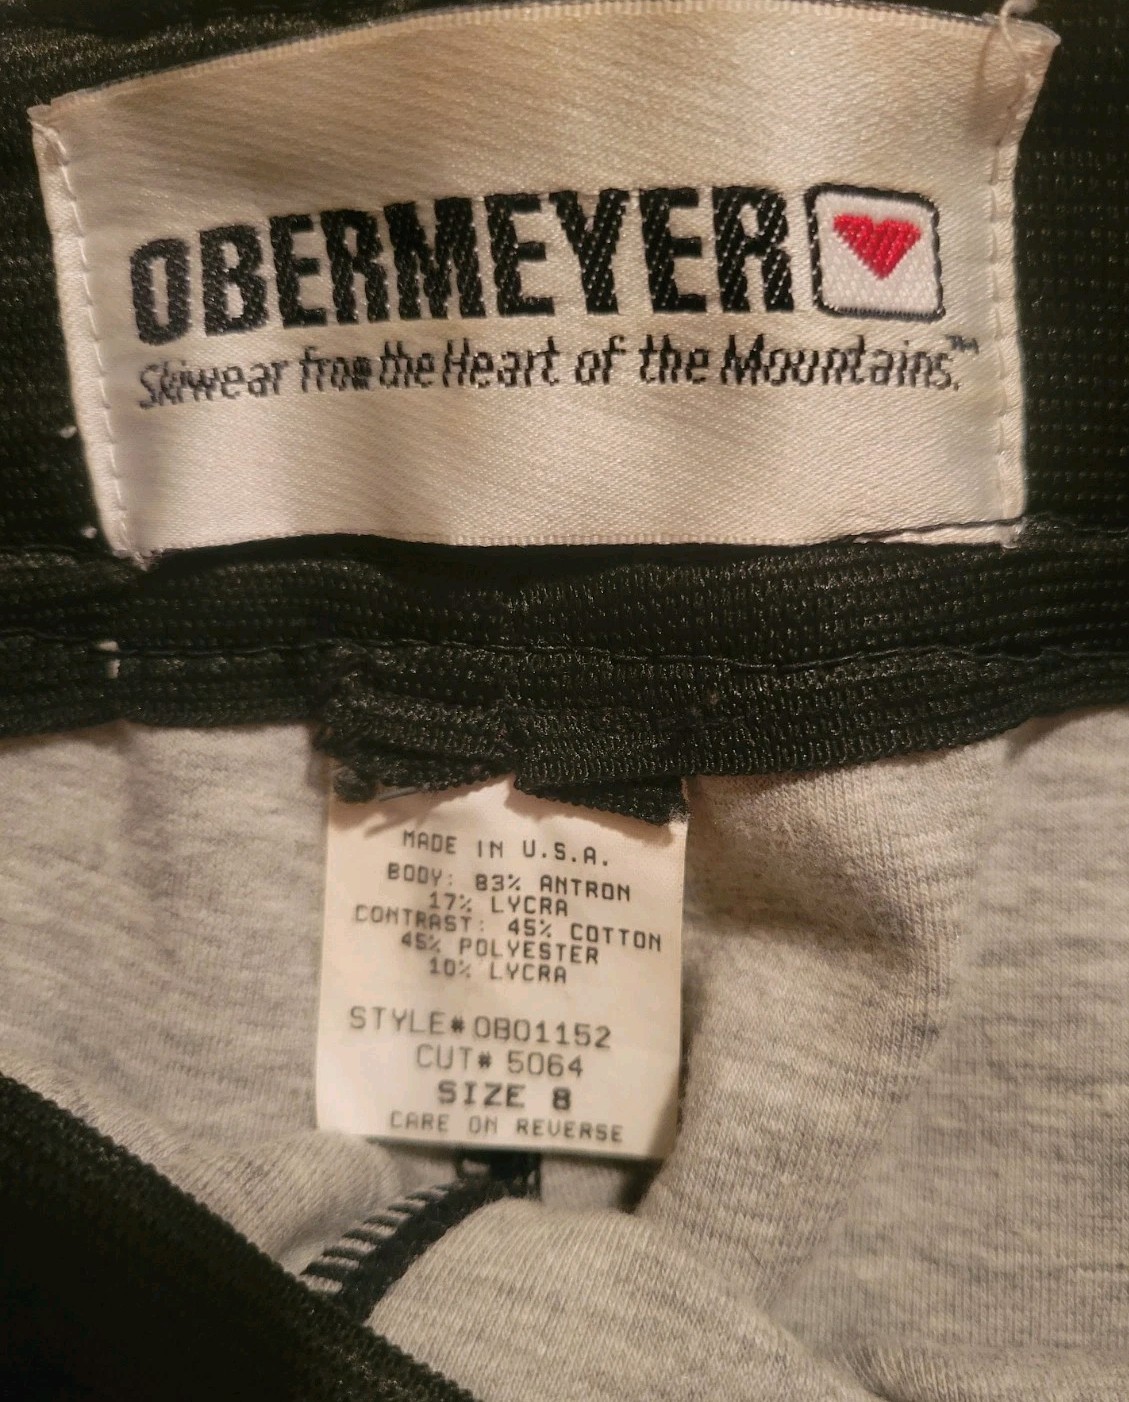 OBERMEYER
Skiwear from the Heart of the Mountains.™
MADE IN U.S.A.
BODY: 83% ANTRON
17% LYCRA
CONTRAST: 45% COTTON
45% POLYESTER
10% LYCRA
STYLE# OB01152
CUT# 5064
SIZE 8
CARE ON REVERSE